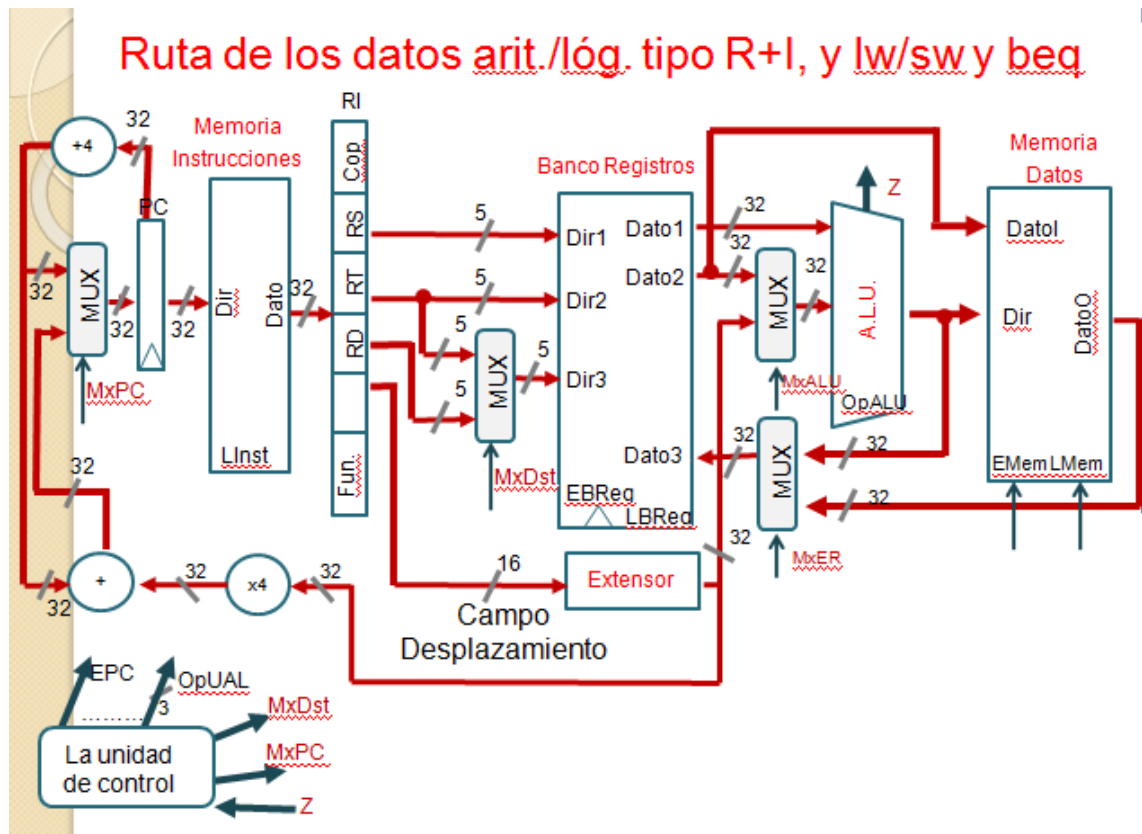 Ruta de los datos arit./lóg. tipo R+I, y lw/sw y beq
32
+4
PC
Memoria
Instrucciones
RI
Banco Registros
Memoria
Datos
Z
32
MUX
32
32
MxPC
Dir
Dato
LInst
32
Cop.
RS
RT
RD
Fun.
5
5
5
5
5
MUX
MxDst
Dir1
Dir2
Dir3
Dato1
Dato2
Dato3
EBReg
LBReg
32
32
MUX
32
MxALU
A.L.U.
OpALU
DatoI
Dir
DatoO
EMem
LMem
32
MUX
32
32
MxER
32
32
+
32
x4
32
16
Extensor
32
Campo
Desplazamiento
EPC
OpUAL
3
............
MxDst
MxPC
Z
La unidad
de control